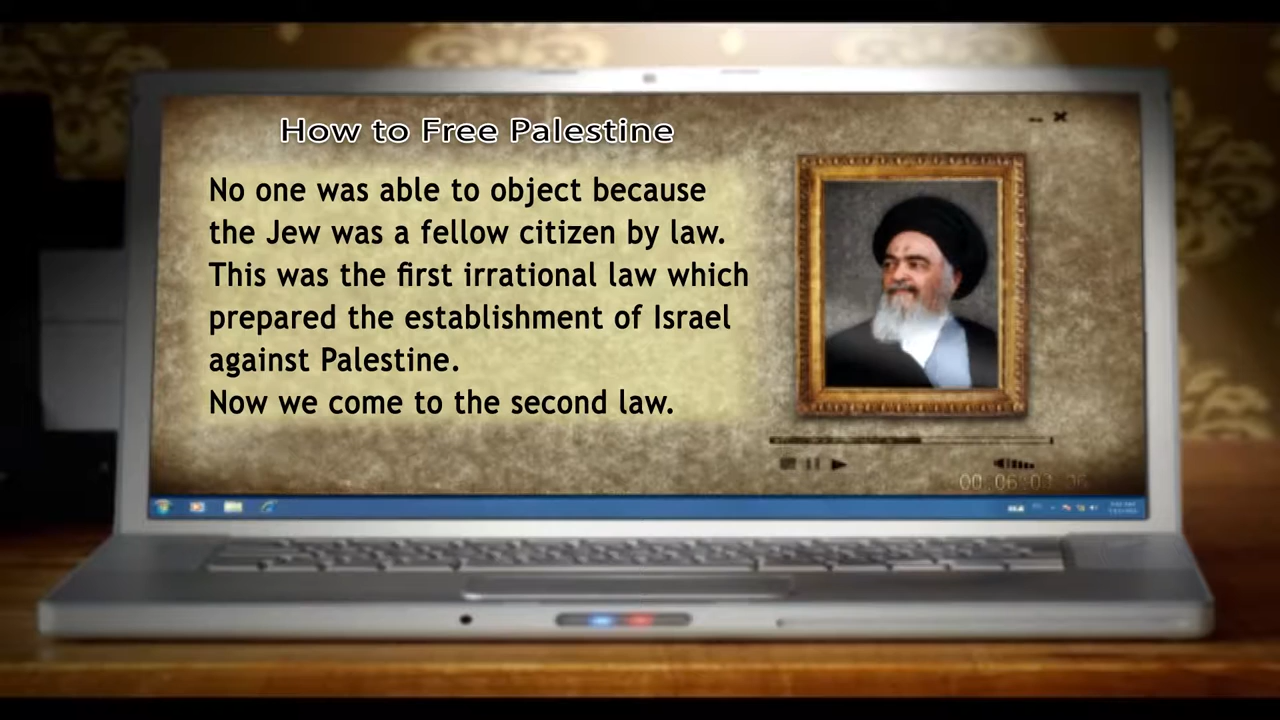 How to Free Palestine
No one was able to object because
the Jew was a fellow citizen by law.
This was the first irrational law which
prepared the establishment of Israel
against Palestine.
Now we come to the second law.